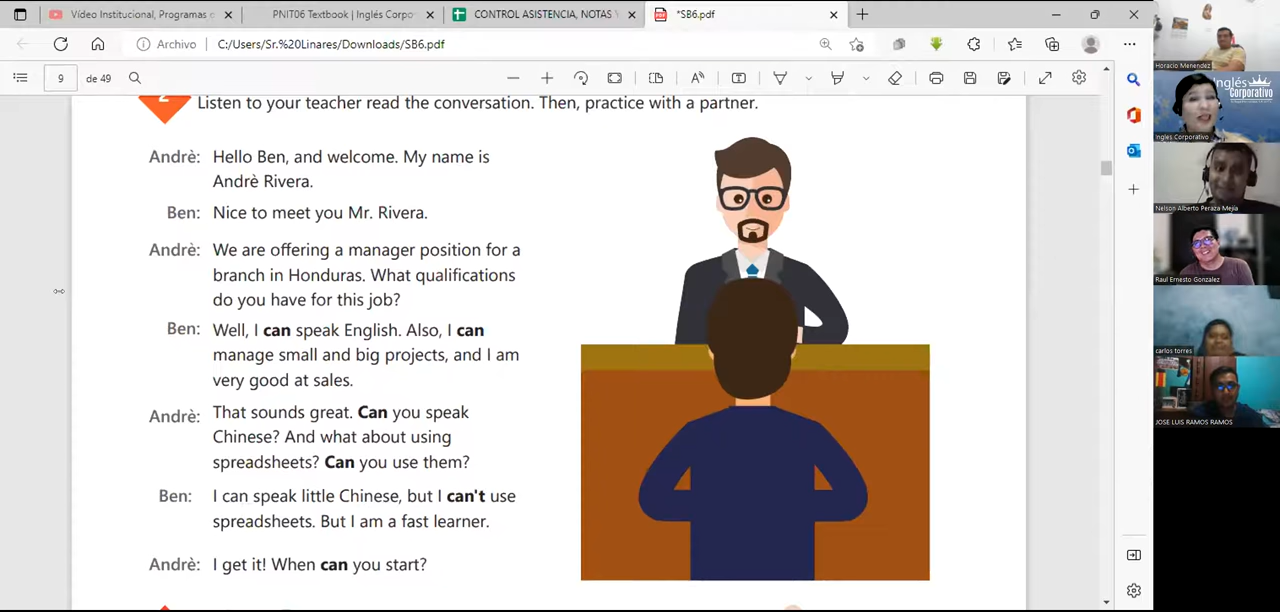 Vídeo Institucional, Programas
PNIT06 Textbook | Inglés Corpo
CONTROL ASISTENCIA, NOTAS
*SB6.pdf
Archivo
C:/Users/Sr.%20Linares/Downloads/SB6.pdf
9
de 49
Listen to your teacher read the conversation. Then, practice with a partner.
Andrè: Hello Ben, and welcome. My name is
Andrè Rivera.
Ben: Nice to meet you Mr. Rivera.
Andrè: We are offering a manager position for a
branch in Honduras. What qualifications
do you have for this job?
Ben: Well, I can speak English. Also, I can
manage small and big projects, and I am
very good at sales.
Andrè: That sounds great. Can you speak
Chinese? And what about using
spreadsheets? Can you use them?
Ben: I can speak little Chinese, but I can't use
spreadsheets. But I am a fast learner.
Andrè: I get it! When can you start?
Horacio Menendez
Inglés
Corporativo
Ingles Corporativo
Nelson Alberto Peraza Mejia
Raul Ernesto Gonzalez
carlos torres
JOSE LUIS RAMOS RAMOS